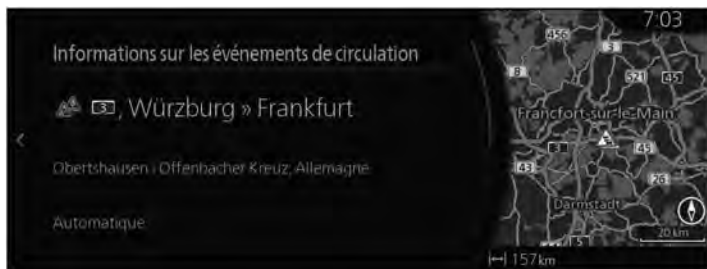 7:03
Informations sur les événements de circulation
3, Würzburg » Frankfurt
Obertshausen › Offenbacher Kreuz, Allemagne
Automatique
456
3
8
521
45
Francfort-sur-le-Main
3
45
43
26
Darmstadt
5
20 km
157km